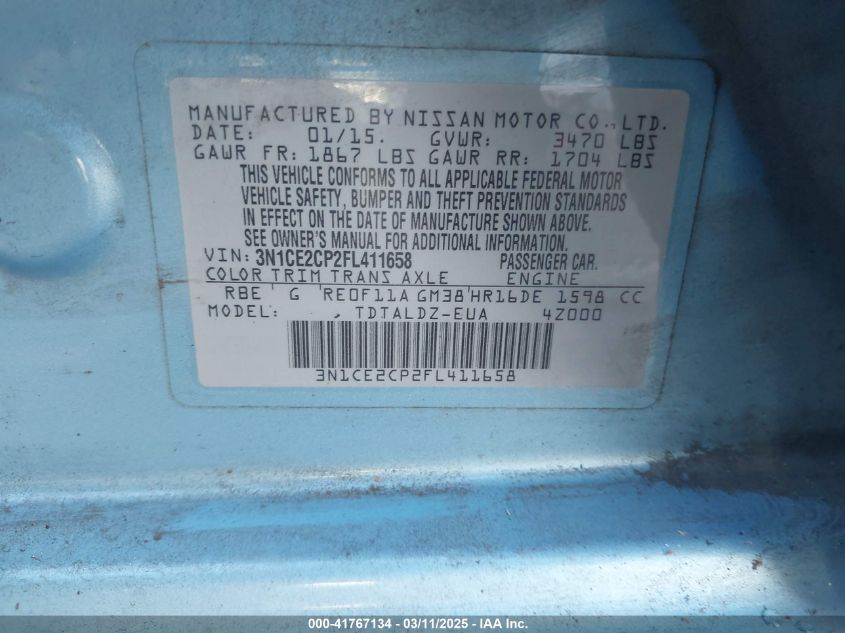 MANUFACTURED BY NISSAN MOTOR CO., LTD.
DATE: 01/15. GVWR: 3470 LBS
GAWR FR: 1867 LBS GAWR RR: 1704 LBS
THIS VEHICLE CONFORMS TO ALL APPLICABLE FEDERAL MOTOR
VEHICLE SAFETY, BUMPER AND THEFT PREVENTION STANDARDS
IN EFFECT ON THE DATE OF MANUFACTURE SHOWN ABOVE.
SEE OWNER'S MANUAL FOR ADDITIONAL INFORMATION.
VIN: 3N1CE2CP2FL411658 PASSENGER CAR.
COLOR TRIM TRANS AXLE ENGINE
RBE G RE0F11A GM38 HR16DE 1598 CC
MODEL: , TDTALDZ-EUA 4Z000
3N1CE2CP2FL411658
000-41767134 - 03/11/2025 - IAA Inc.